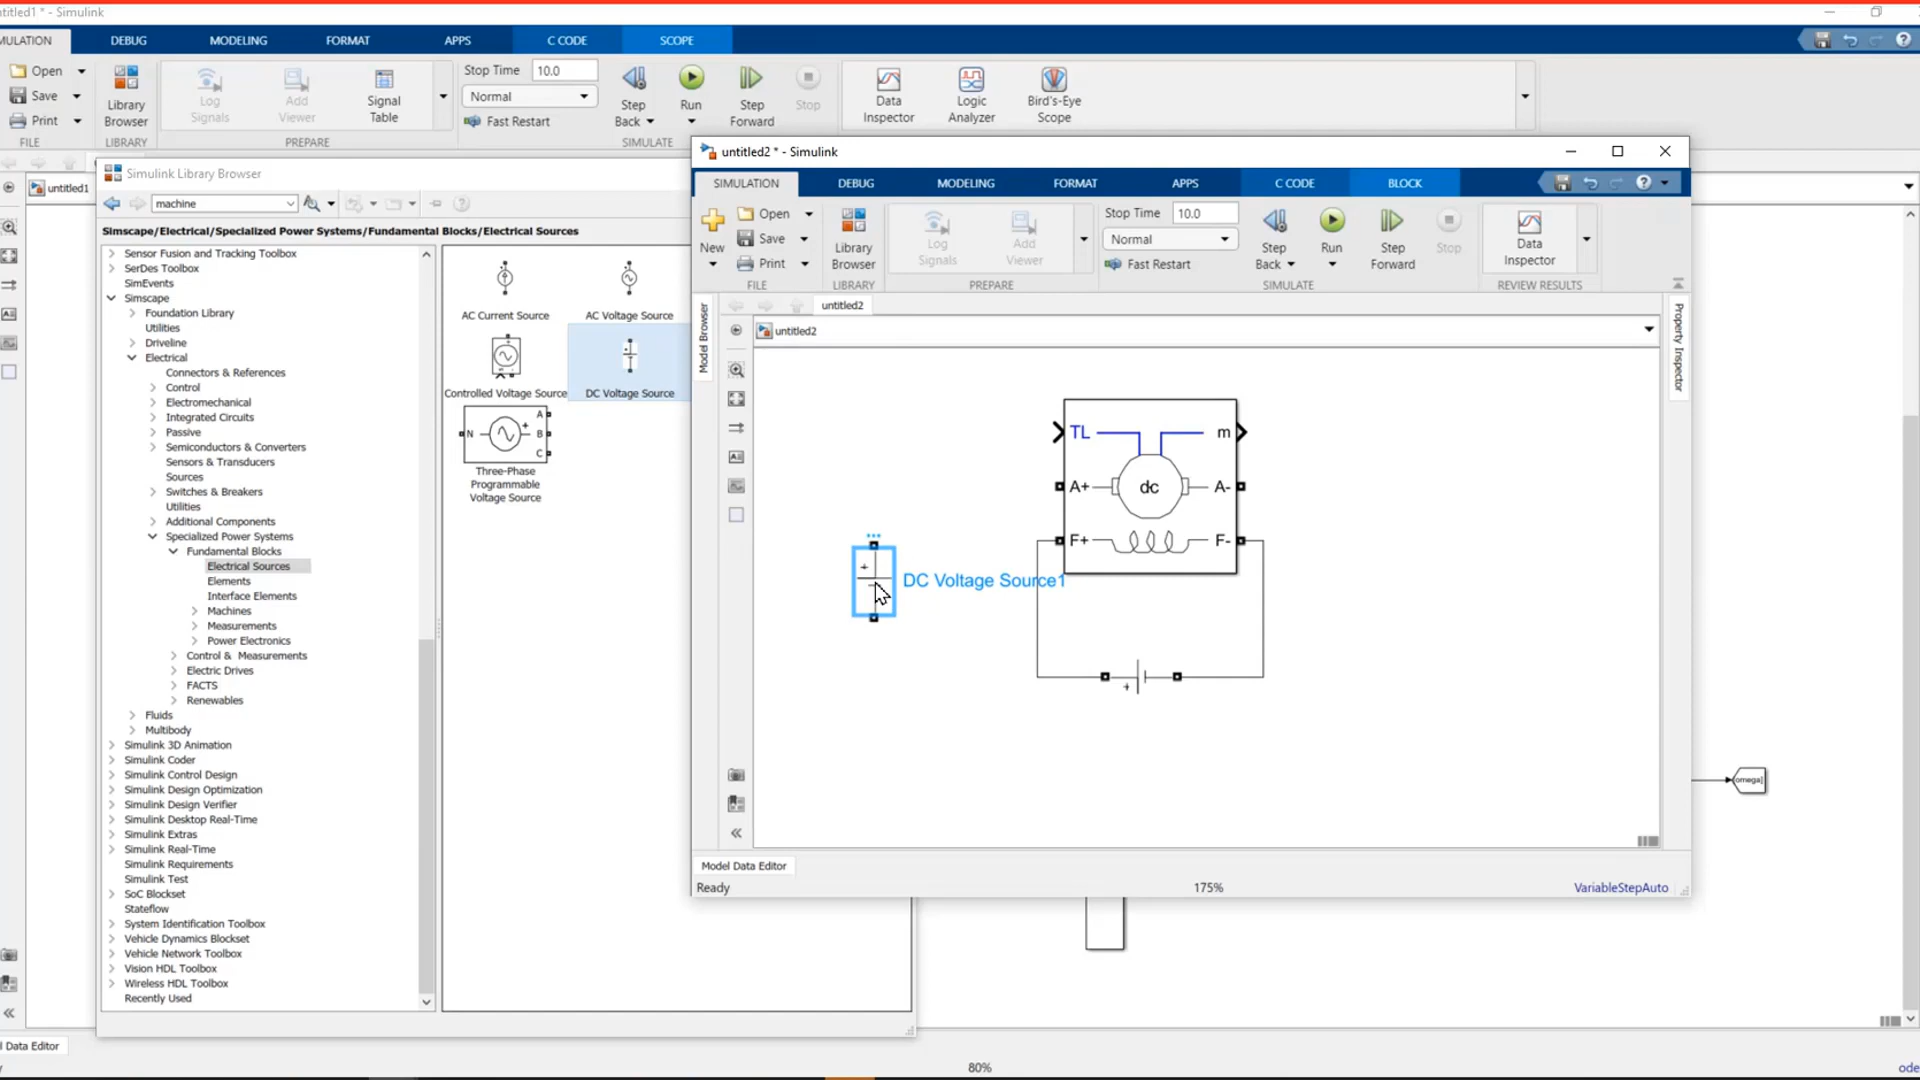 ntitled1 * - Simulink
MULATION
DEBUG
MODELING
FORMAT
APPS
C CODE
SCOPE
Open
Save
Print
FILE
Library
Browser
LIBRARY
Log
Signals
Add
Viewer
Signal
Table
PREPARE
Stop Time
10.0
Normal
Fast Restart
Step
Back
Run
Step
Forward
Stop
SIMULATE
Data
Inspector
Logic
Analyzer
Bird's-Eye
Scope
untitled1
Simulink Library Browser
machine
Simscape/Electrical/Specialized Power Systems/Fundamental Blocks/Electrical Sources
Sensor Fusion and Tracking Toolbox
SerDes Toolbox
SimEvents
Simscape
Foundation Library
Utilities
Driveline
Electrical
Connectors & References
Control
Electromechanical
Integrated Circuits
Passive
Semiconductors & Converters
Sensors & Transducers
Sources
Switches & Breakers
Utilities
Additional Components
Specialized Power Systems
Fundamental Blocks
Electrical Sources
Elements
Interface Elements
Machines
Measurements
Power Electronics
Control & Measurements
Electric Drives
FACTS
Renewables
Fluids
Multibody
Simulink 3D Animation
Simulink Coder
Simulink Control Design
Simulink Design Optimization
Simulink Design Verifier
Simulink Desktop Real-Time
Simulink Extras
Simulink Real-Time
Simulink Requirements
Simulink Test
SoC Blockset
Stateflow
System Identification Toolbox
Vehicle Dynamics Blockset
Vehicle Network Toolbox
Vision HDL Toolbox
Wireless HDL Toolbox
Recently Used
AC Current Source
AC Voltage Source
Controlled Voltage Source
DC Voltage Source
N
A
B
C
Three-Phase
Programmable
Voltage Source
untitled2 * - Simulink
SIMULATION
DEBUG
MODELING
FORMAT
APPS
C CODE
BLOCK
New
Open
Save
Print
FILE
Library
Browser
LIBRARY
Log
Signals
Add
Viewer
PREPARE
Stop Time
10.0
Normal
Fast Restart
Step
Back
Run
Step
Forward
Stop
SIMULATE
Data
Inspector
REVIEW RESULTS
Model Browser
untitled2
untitled2
Property Inspector
TL
m
A+
dc
A-
F+
F-
DC Voltage Source1
Model Data Editor
Ready
175%
VariableStepAuto
omega]
l Data Editor
80%
ode